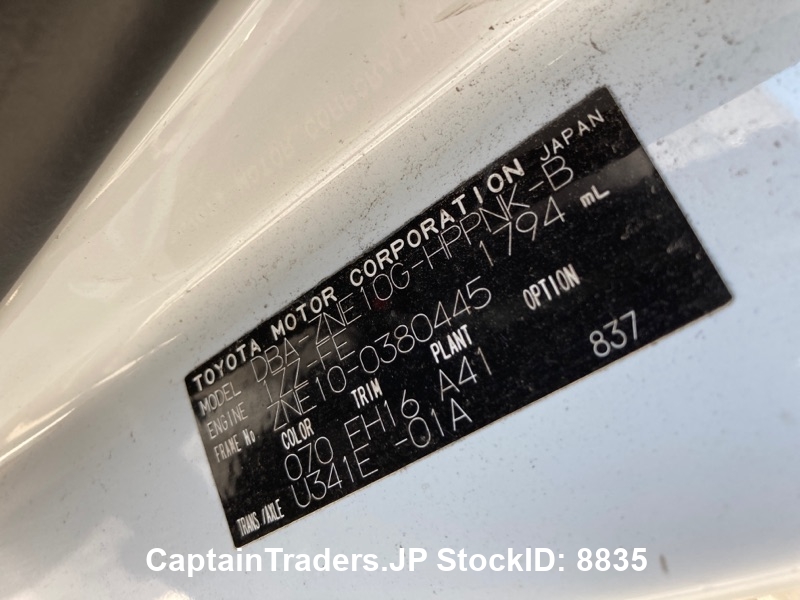 TOYOTA MOTOR CORPORATION JAPAN
MODEL DBA-ZNE10G-HPPNK-B
ENGINE 1ZZ-FE 1794 mL
FRAME No ZNE10-0380445
COLOR TRIM PLANT OPTION
070 FH16 A41
TRANS/AXLE U341E -01A 837
CaptainTraders.JP StockID: 8835